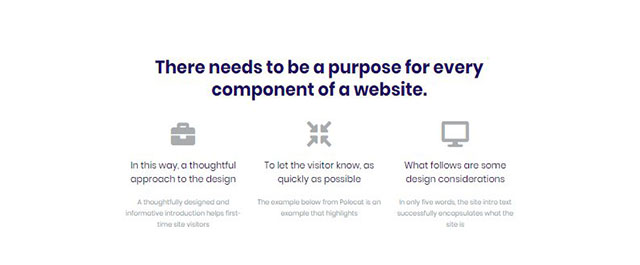 There needs to be a purpose for every
component of a website.
In this way, a thoughtful
approach to the design
To let the visitor know, as
quickly as possible
What follows are some
design considerations
A thoughtfully designed and
informative introduction helps first-
time site visitors
The example below from Polecat is an
example that highlights
In only five words, the site intro text
successfully encapsulates what the
site is